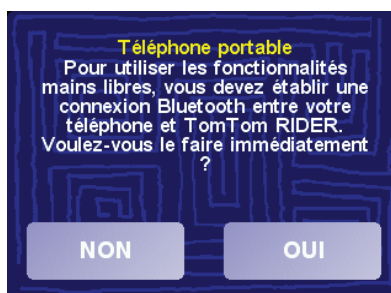 Téléphone portable
Pour utiliser les fonctionnalités
mains libres, vous devez établir une
connexion Bluetooth entre votre
téléphone et TomTom RIDER.
Voulez-vous le faire immédiatement
?
NON
OUI